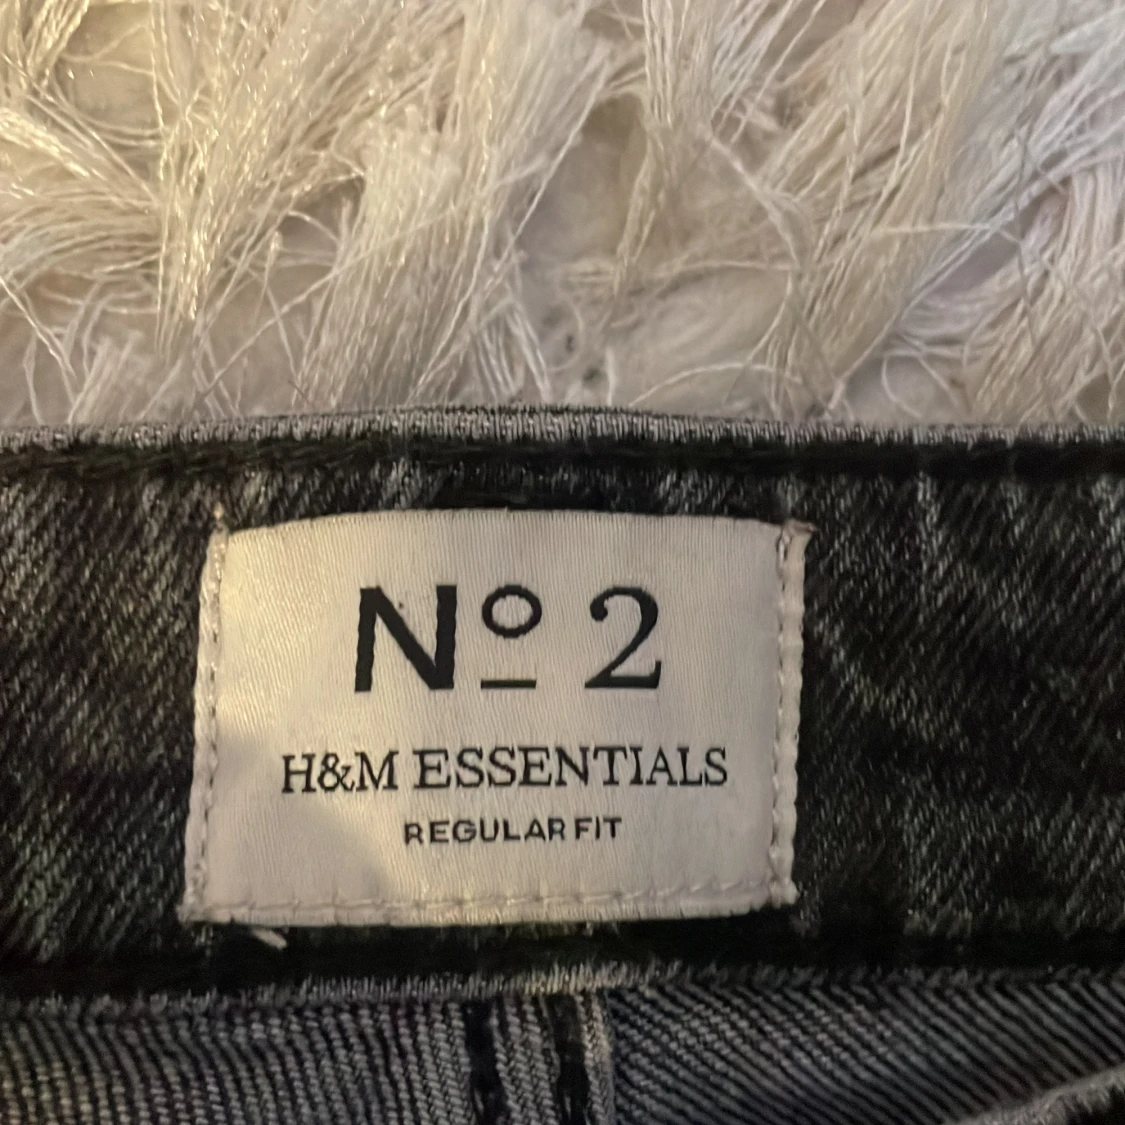 Nº 2
H&M ESSENTIALS
REGULAR FIT